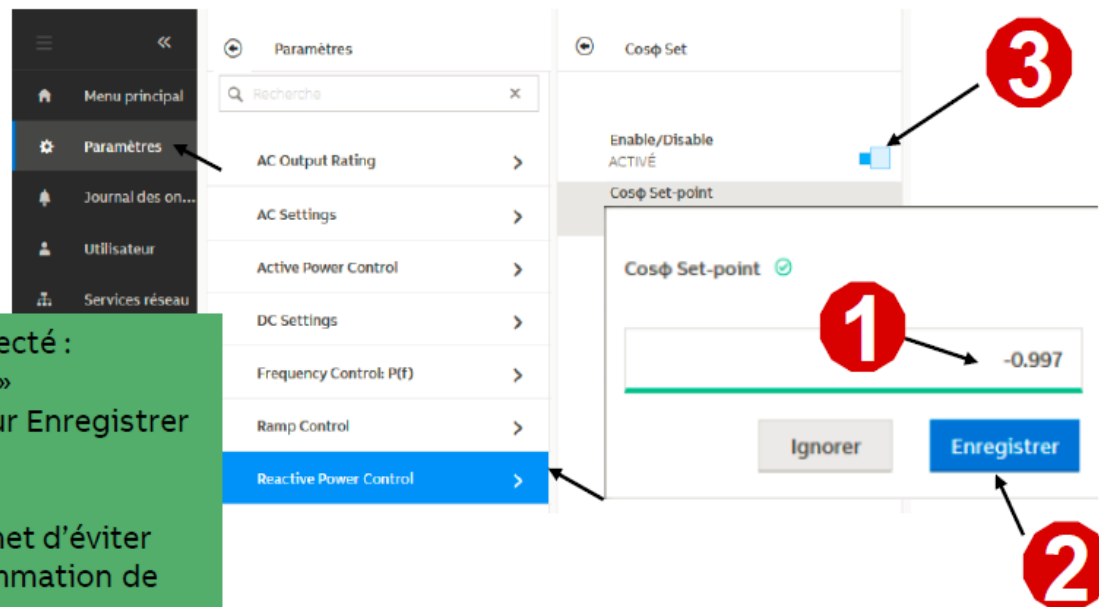 Menu principal
Paramètres
Journal des on...
Utilisateur
Services réseau
Paramètres
Recherche
AC Output Rating
AC Settings
Active Power Control
DC Settings
Frequency Control: P(f)
Ramp Control
Reactive Power Control
Cosφ Set
Enable/Disable
ACTIVÉ
Cosφ Set-point
3
Cosφ Set-point
1
-0.997
Ignorer
Enregistrer
2
ecté :
»
ur Enregistrer
net d'éviter
mmation de